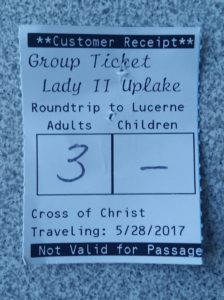 **Customer Receipt**
Group Ticket
Lady II Uplake
Roundtrip to Lucerne
Adults Children
3 -
Cross of Christ
Traveling: 5/28/2017
Not Valid for Passage